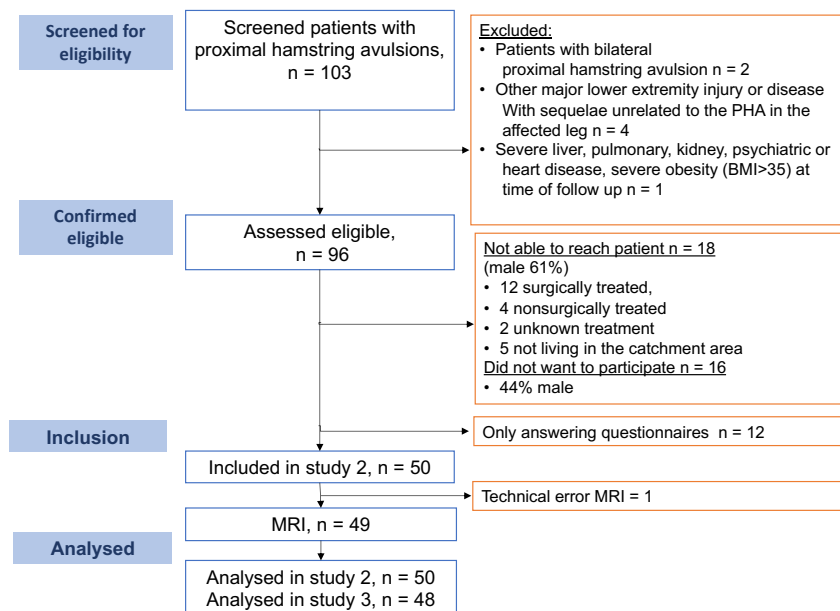 Screened for
eligibility
Screened patients with
proximal hamstring avulsions,
n = 103
Excluded:
• Patients with bilateral
proximal hamstring avulsion n = 2
• Other major lower extremity injury or disease
With sequelae unrelated to the PHA in the
affected leg n = 4
• Severe liver, pulmonary, kidney, psychiatric or
heart disease, severe obesity (BMI>35) at
time of follow up n = 1
Confirmed
eligible
Assessed eligible,
n = 96
Not able to reach patient n = 18
(male 61%)
• 12 surgically treated,
• 4 nonsurgically treated
• 2 unknown treatment
• 5 not living in the catchment area
Did not want to participate n = 16
• 44% male
Inclusion
Only answering questionnaires n = 12
Included in study 2, n = 50
Technical error MRI = 1
MRI, n = 49
Analysed
Analysed in study 2, n = 50
Analysed in study 3, n = 48